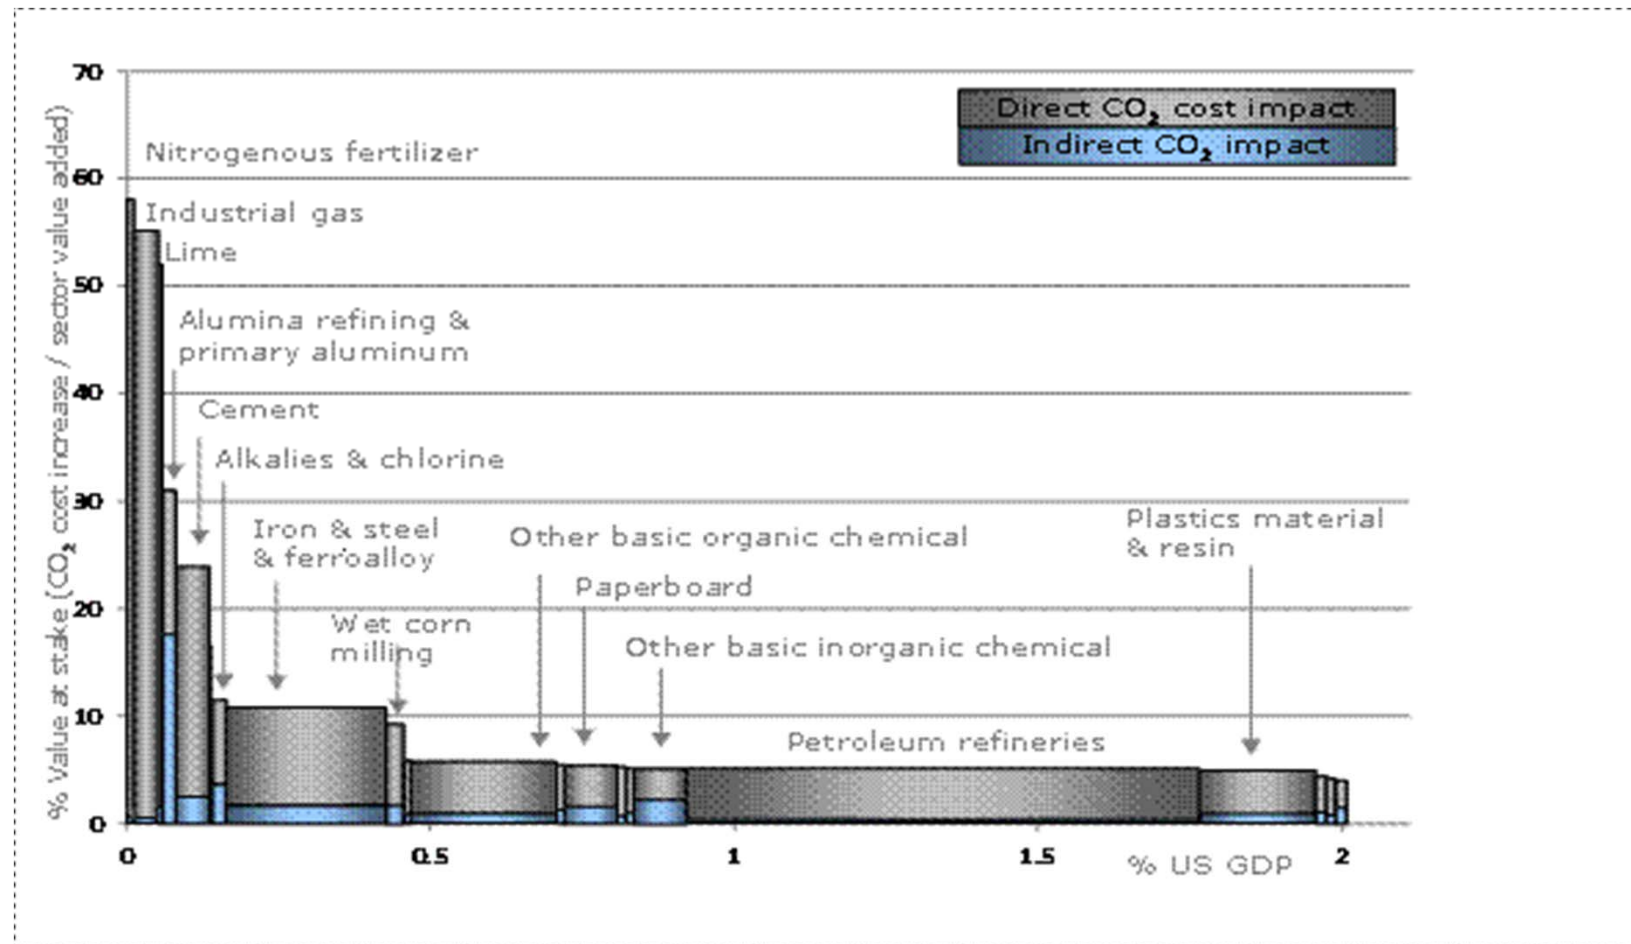 70
Direct CO₂ cost impact
Indirect CO₂ impact
Nitrogenous fertilizer
60
Industrial gas
Lime
50
Alumina refining &
primary aluminum
40
Cement
Alkalies & chlorine
30
Iron & steel
& ferroalloy
Other basic organic chemical
Plastics material
& resin
Paperboard
20
Wet corn
milling
Other basic inorganic chemical
10
Petroleum refineries
0
% Value at stake (CO₂ cost increase / sector value added)
0
0.5
1
1.5
% US GDP
2